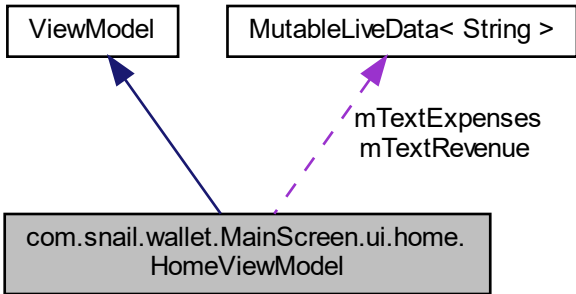 ViewModel
MutableLiveData< String >
mTextExpenses
mTextRevenue
com.snail.wallet.MainScreen.ui.home.
HomeViewModel